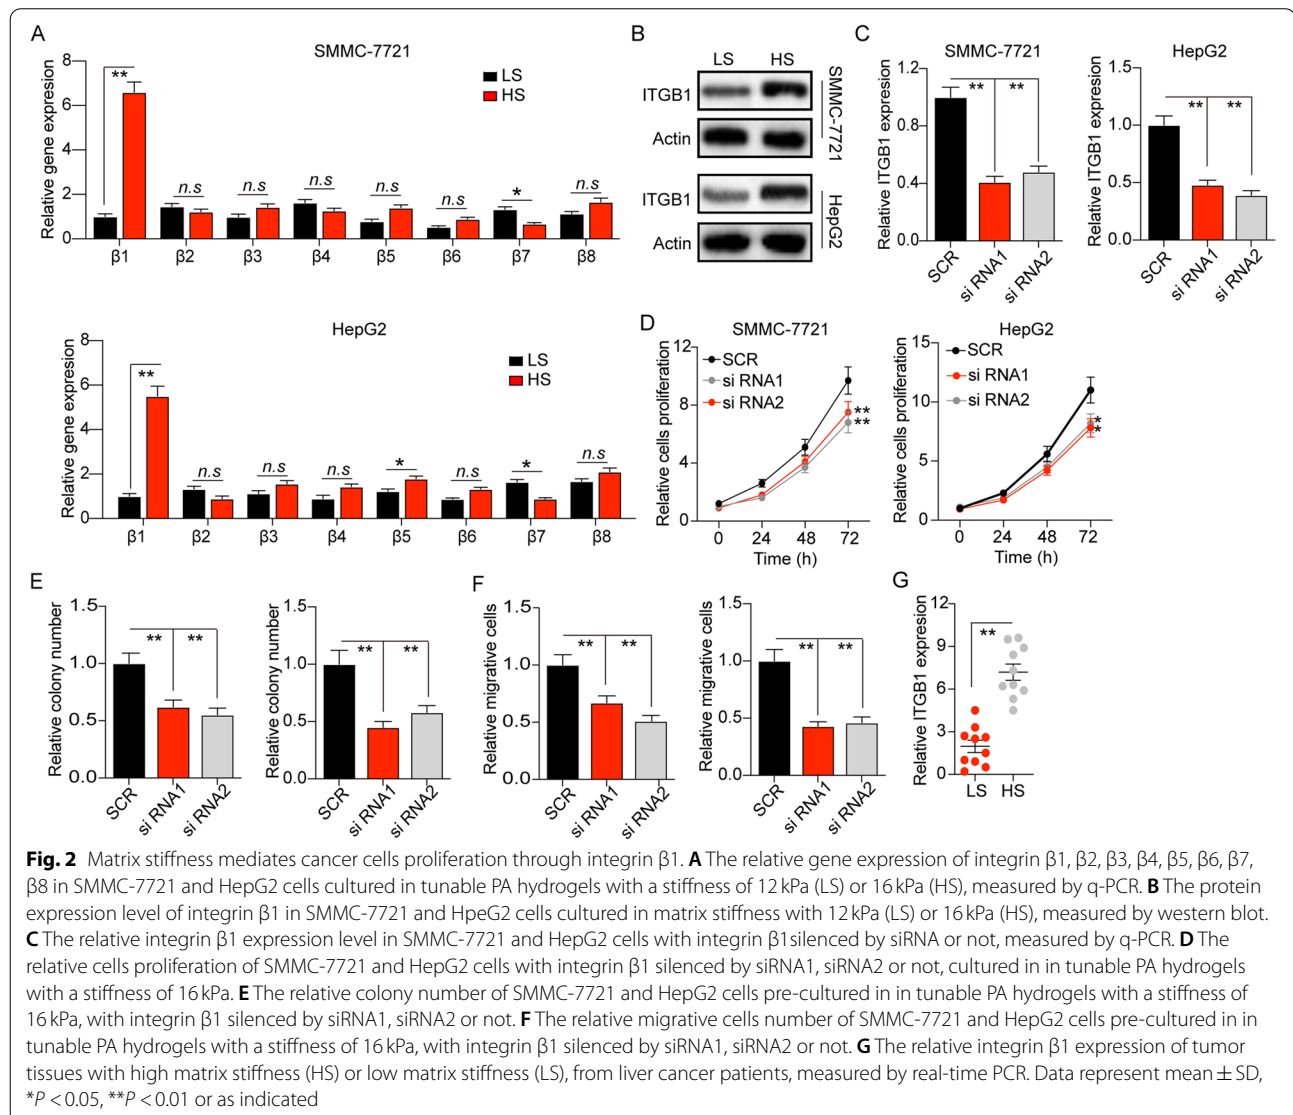 A
SMMC-7721
Relative gene expression
8
6
4
2
0
**
n.s
n.s
n.s
n.s
n.s
*
n.s
LS
HS
β1 β2 β3 β4 β5 β6 β7 β8
HepG2
Relative gene expression
8
6
4
2
0
**
n.s
n.s
n.s
*
n.s
*
n.s
LS
HS
β1 β2 β3 β4 β5 β6 β7 β8
B
LS HS
ITGB1
Actin
SMMC-7721
ITGB1
Actin
HepG2
C
SMMC-7721
Relative ITGB1 expression
1.2
0.9
0.6
0.4
0.0
** **
SCR
si RNA1
si RNA2
HepG2
Relative ITGB1 expression
1.5
1.0
0.5
0.0
** **
SCR
si RNA1
si RNA2
D
SMMC-7721
Relative cells proliferation
12
8
4
0
SCR
si RNA1
si RNA2
**
**
0 24 48 72
Time (h)
HepG2
Relative cells proliferation
15
10
5
0
SCR
si RNA1
si RNA2
*
*
0 24 48 72
Time (h)
E
Relative colony number
1.5
1.0
0.5
0.0
** **
SCR
si RNA1
si RNA2
Relative colony number
1.5
1.0
0.5
0.0
** **
SCR
si RNA1
si RNA2
F
Relative migrative cells
1.5
1.0
0.5
0.0
** **
SCR
si RNA1
si RNA2
Relative migrative cells
1.5
1.0
0.5
0.0
** **
SCR
si RNA1
si RNA2
G
Relative ITGB1 expression
12
9
6
3
0
**
LS HS
Fig. 2 Matrix stiffness mediates cancer cells proliferation through integrin β1. A The relative gene expression of integrin β1, β2, β3, β4, β5, β6, β7,
β8 in SMMC-7721 and HepG2 cells cultured in tunable PA hydrogels with a stiffness of 12 kPa (LS) or 16 kPa (HS), measured by q-PCR. B The protein
expression level of integrin β1 in SMMC-7721 and HpeG2 cells cultured in matrix stiffness with 12 kPa (LS) or 16 kPa (HS), measured by western blot.
C The relative integrin β1 expression level in SMMC-7721 and HepG2 cells with integrin β1silenced by siRNA or not, measured by q-PCR. D The
relative cells proliferation of SMMC-7721 and HepG2 cells with integrin β1 silenced by siRNA1, siRNA2 or not, cultured in in tunable PA hydrogels
with a stiffness of 16 kPa. E The relative colony number of SMMC-7721 and HepG2 cells pre-cultured in in tunable PA hydrogels with a stiffness of
16 kPa, with integrin β1 silenced by siRNA1, siRNA2 or not. F The relative migrative cells number of SMMC-7721 and HepG2 cells pre-cultured in in
tunable PA hydrogels with a stiffness of 16 kPa, with integrin β1 silenced by siRNA1, siRNA2 or not. G The relative integrin β1 expression of tumor
tissues with high matrix stiffness (HS) or low matrix stiffness (LS), from liver cancer patients, measured by real-time PCR. Data represent mean ± SD,
*P < 0.05, **P < 0.01 or as indicated